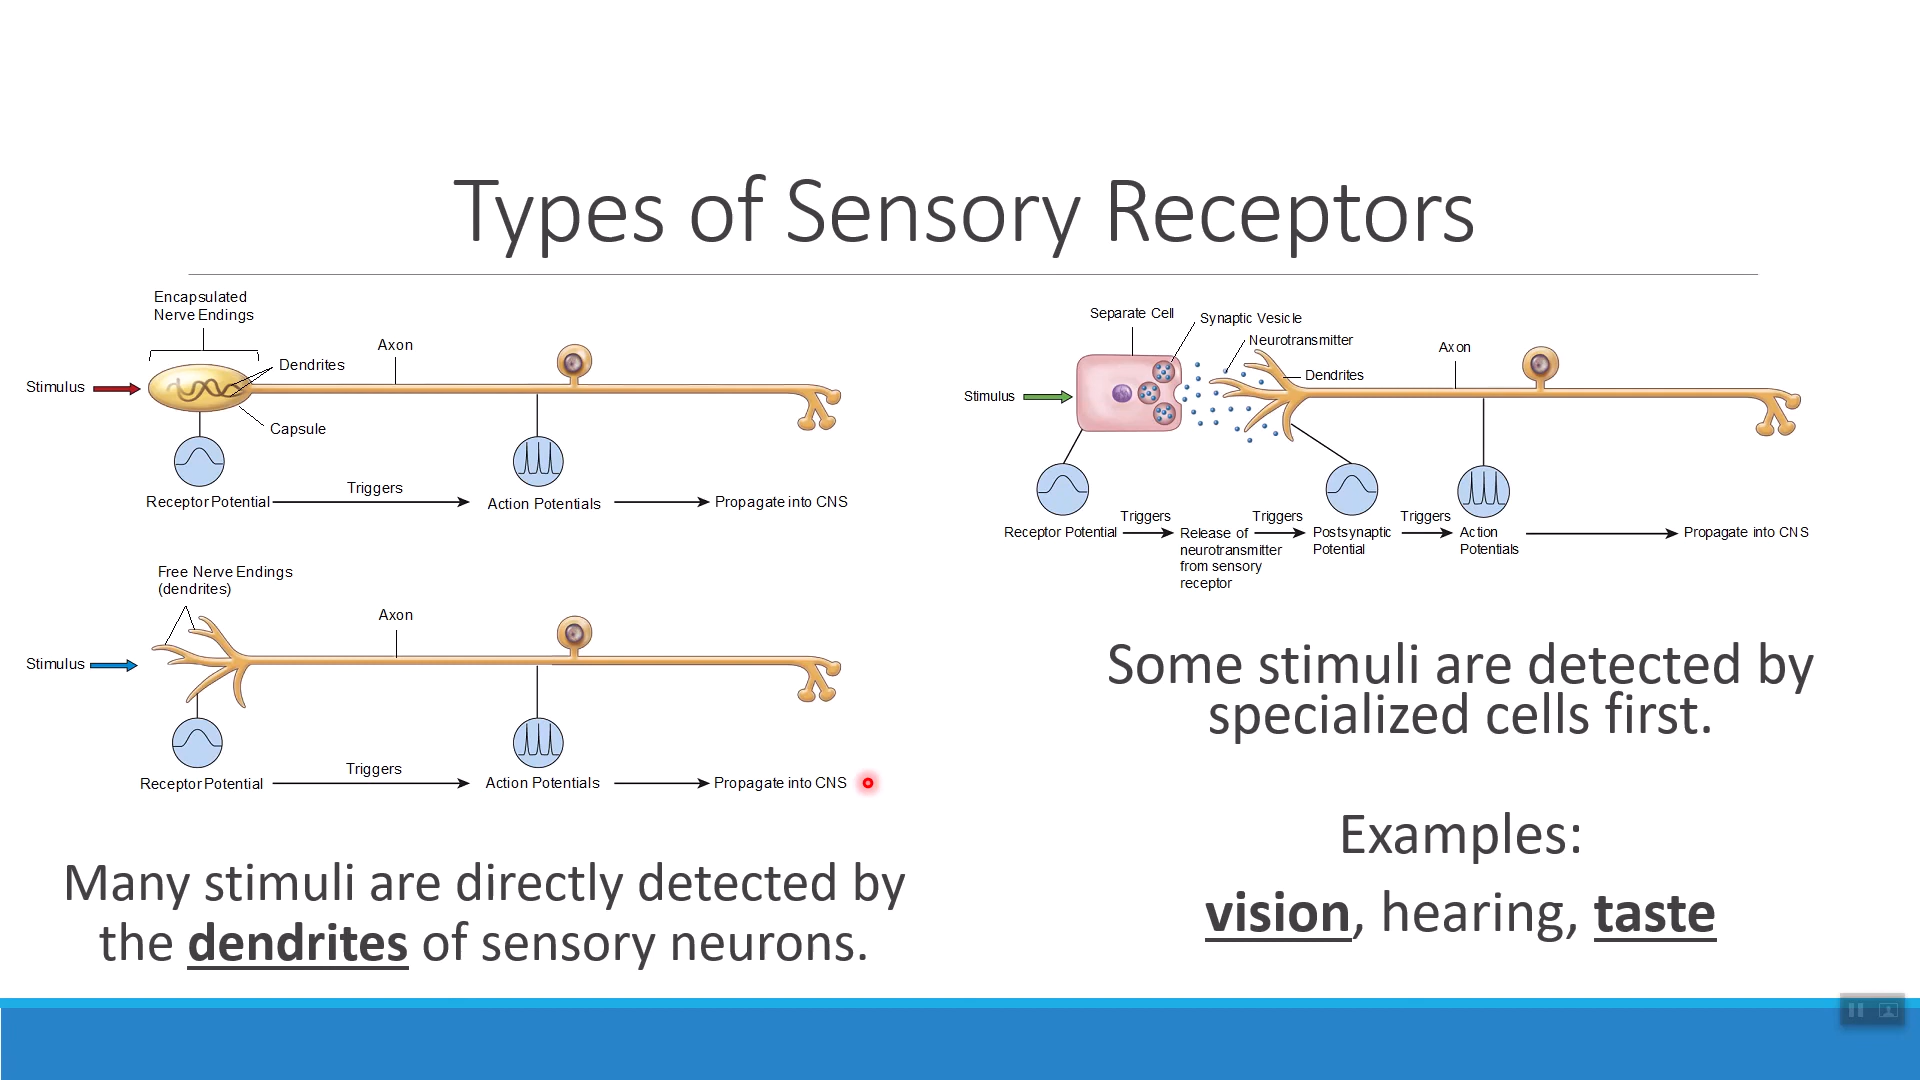 Types of Sensory Receptors
Encapsulated
Nerve Endings
Dendrites
Axon
Stimulus
Capsule
Receptor Potential
Triggers
Action Potentials
Propagate into CNS
Free Nerve Endings
(dendrites)
Axon
Stimulus
Receptor Potential
Triggers
Action Potentials
Propagate into CNS
Many stimuli are directly detected by
the dendrites of sensory neurons.
Separate Cell
Synaptic Vesicle
Neurotransmitter
Dendrites
Axon
Stimulus
Receptor Potential
Triggers
Release of
neurotransmitter
from sensory
receptor
Triggers
Postsynaptic
Potential
Triggers
Action
Potentials
Propagate into CNS
Some stimuli are detected by
specialized cells first.
Examples:
vision, hearing, taste